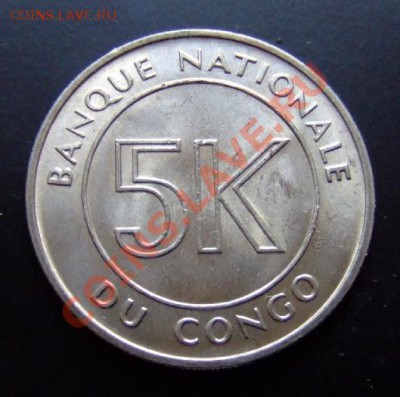 COINS.LAVE.RU
BANQUE NATIONALE
5K
DU CONGO
COINS.LAVE.RU